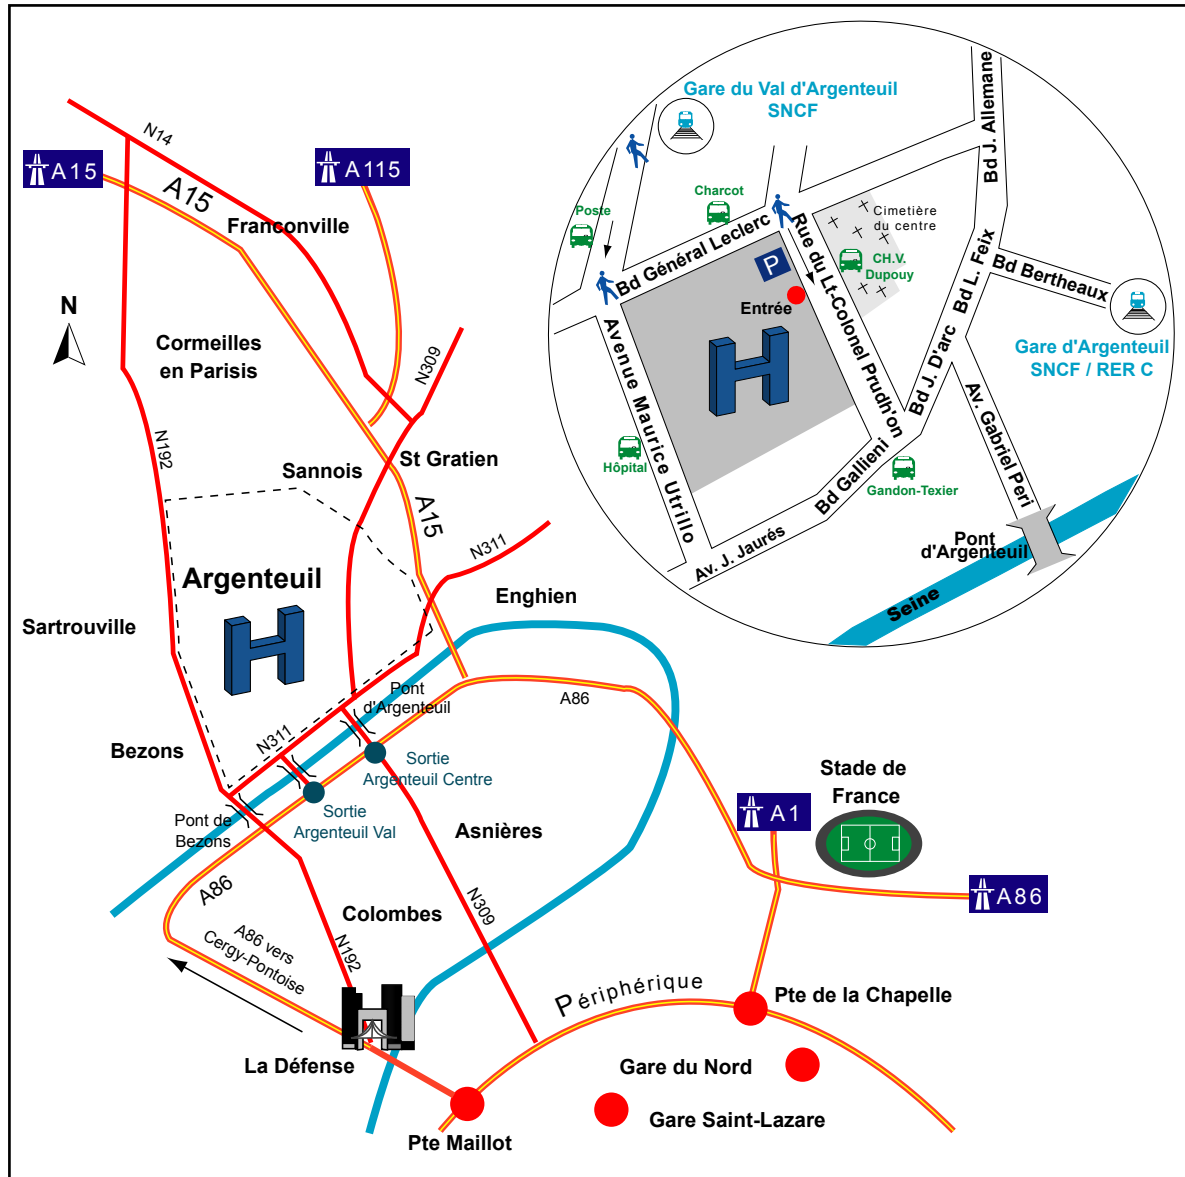 N14
A15
A15
A115
Franconville
N
Cormeilles
en Parisis
N309
N192
Sannois
St Gratien
A15
N311
Argenteuil
Enghien
Sartrouville
Pont
d'Argenteuil
A86
N311
Bezons
Sortie
Argenteuil Centre
Stade de
France
Pont de
Bezons
Sortie
Argenteuil Val
Asnières
A1
A86
A86
Colombes
N309
A86 vers
Cergy-Pontoise
N192
Périphérique
Pte de la Chapelle
La Défense
Gare du Nord
Gare Saint-Lazare
Pte Maillot
Gare du Val d'Argenteuil
SNCF
Bd J. Allemane
Charcot
Poste
Cimetière
du centre
Bd Général Leclerc
Rue du Lt-Colonel Prudh'on
P
CH.V.
Dupouy
Bd L. Feix
Bd Bertheaux
Entrée
Avenue Maurice Utrillo
Gare d'Argenteuil
SNCF / RER C
Bd J. D'arc
Av. Gabriel Peri
Hôpital
Bd Gallieni
Gandon-Texier
Av. J. Jaurés
Pont
d'Argenteuil
Seine